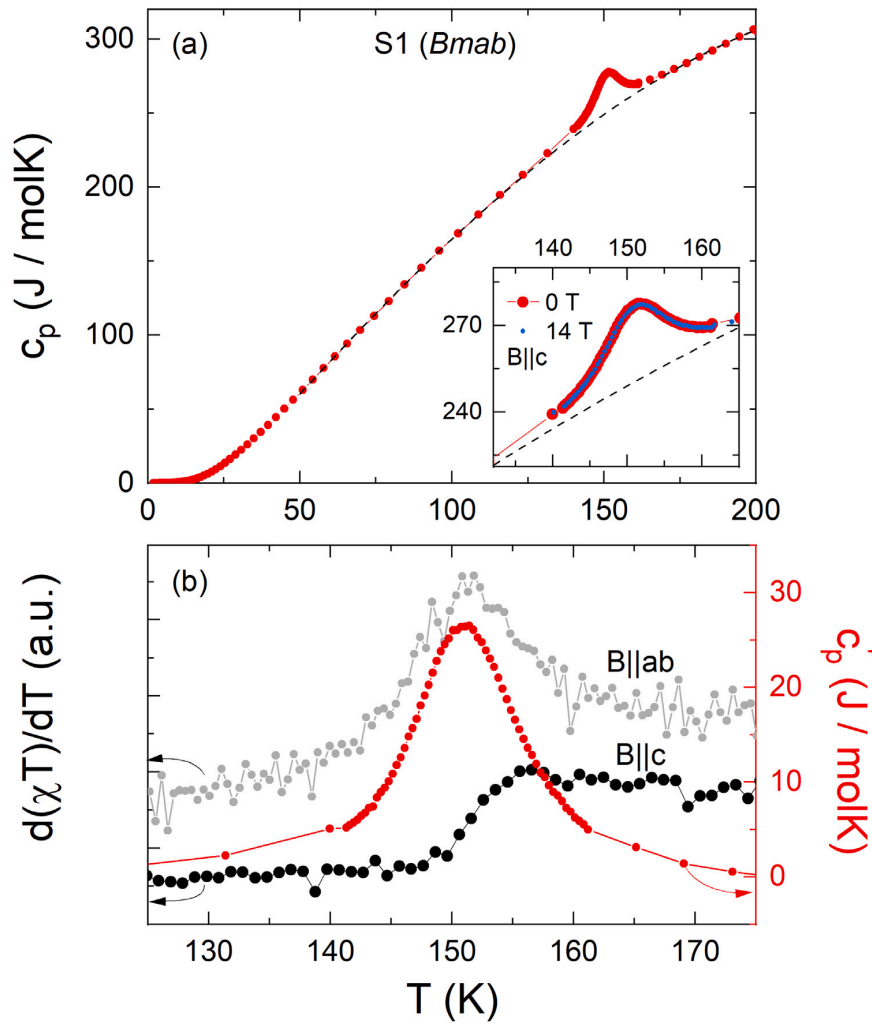 (a) S1 (Bmab)
c_p (J / molK)
300
200
100
0
0 50 100 150 200
140 150 160
0 T
14 T
B||c
270
240
(b)
d(χT)/dT (a.u.)
B||ab
B||c
30
20
10
0
c_p' (J / molK)
130 140 150 160 170
T (K)